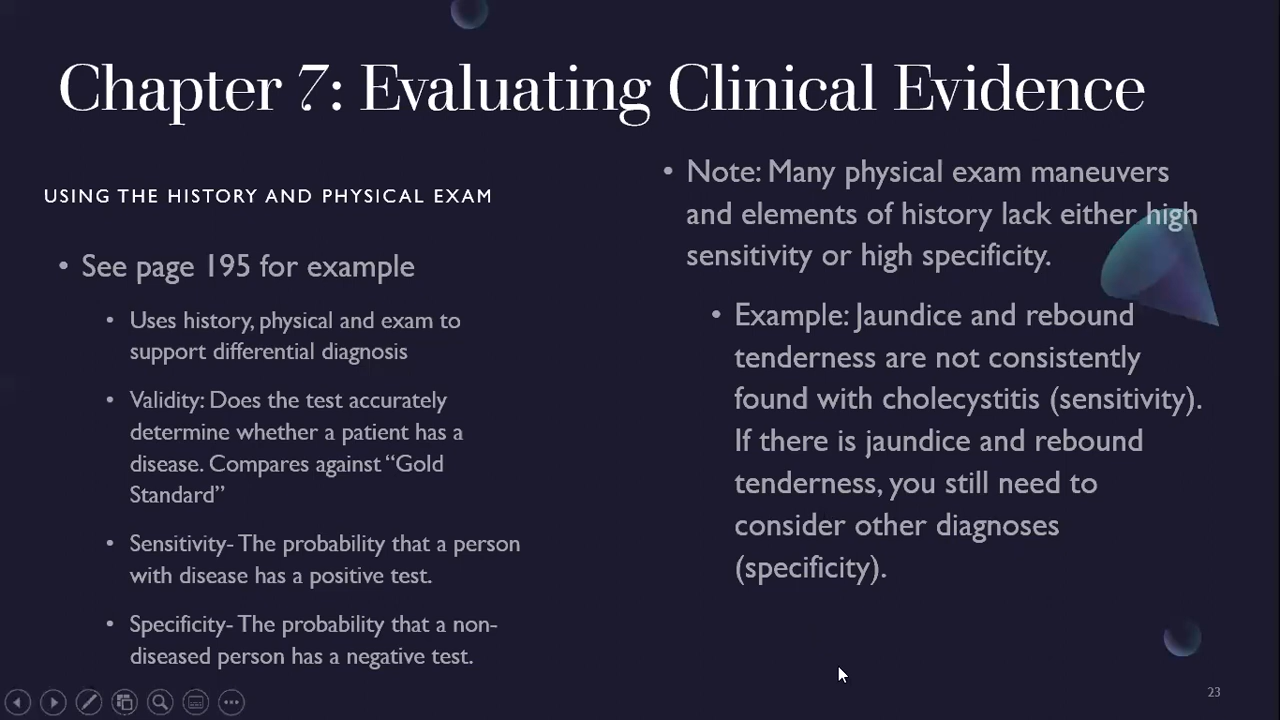 Chapter 7: Evaluating Clinical Evidence
USING THE HISTORY AND PHYSICAL EXAM
• See page 195 for example
• Uses history, physical and exam to
support differential diagnosis
• Validity: Does the test accurately
determine whether a patient has a
disease. Compares against “Gold
Standard”
• Sensitivity- The probability that a person
with disease has a positive test.
• Specificity- The probability that a non-
diseased person has a negative test.
• Note: Many physical exam maneuvers
and elements of history lack either high
sensitivity or high specificity.
• Example: Jaundice and rebound
tenderness are not consistently
found with cholecystitis (sensitivity).
If there is jaundice and rebound
tenderness, you still need to
consider other diagnoses
(specificity).
23